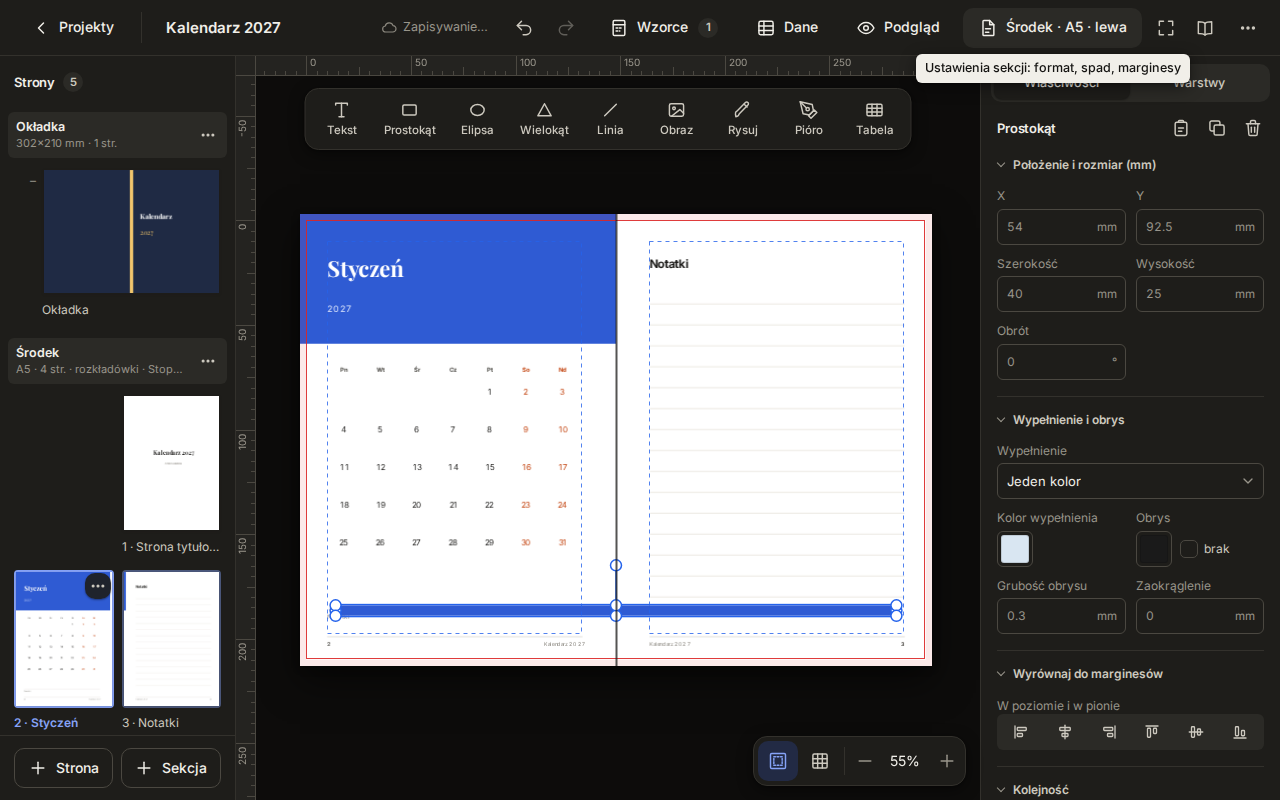 Projekty
Kalendarz 2027
Zapisywanie...
Wzorce 1
Dane
Podgląd
Środek · A5 · lewa
Ustawienia sekcji: format, spad, marginesy
Właściwości
Warstwy
Strony 5
Okładka
302×210 mm · 1 str.
Kalendarz
2027
Okładka
Środek
A5 · 4 str. · rozkładówki · Stop...
Kalendarz 2027
1 · Strona tytuło...
Styczeń
2 · Styczeń
3 · Notatki
Strona
Sekcja
0 50 100 150 200 250
-50 0 50 100 150 200 250
Tekst
Prostokąt
Elipsa
Wielokąt
Linia
Obraz
Rysuj
Pióro
Tabela
Styczeń
2027
Pn Wt Śr Cz Pt So Nd
1 2 3
4 5 6 7 8 9 10
11 12 13 14 15 16 17
18 19 20 21 22 23 24
25 26 27 28 29 30 31
2 Kalendarz 2027
Notatki
Kalendarz 2027 3
55%
Prostokąt
Położenie i rozmiar (mm)
X Y
54 mm 92.5 mm
Szerokość Wysokość
40 mm 25 mm
Obrót
0 °
Wypełnienie i obrys
Wypełnienie
Jeden kolor
Kolor wypełnienia Obrys
brak
Grubość obrysu Zaokrąglenie
0.3 mm 0 mm
Wyrównaj do marginesów
W poziomie i w pionie
Kolejność